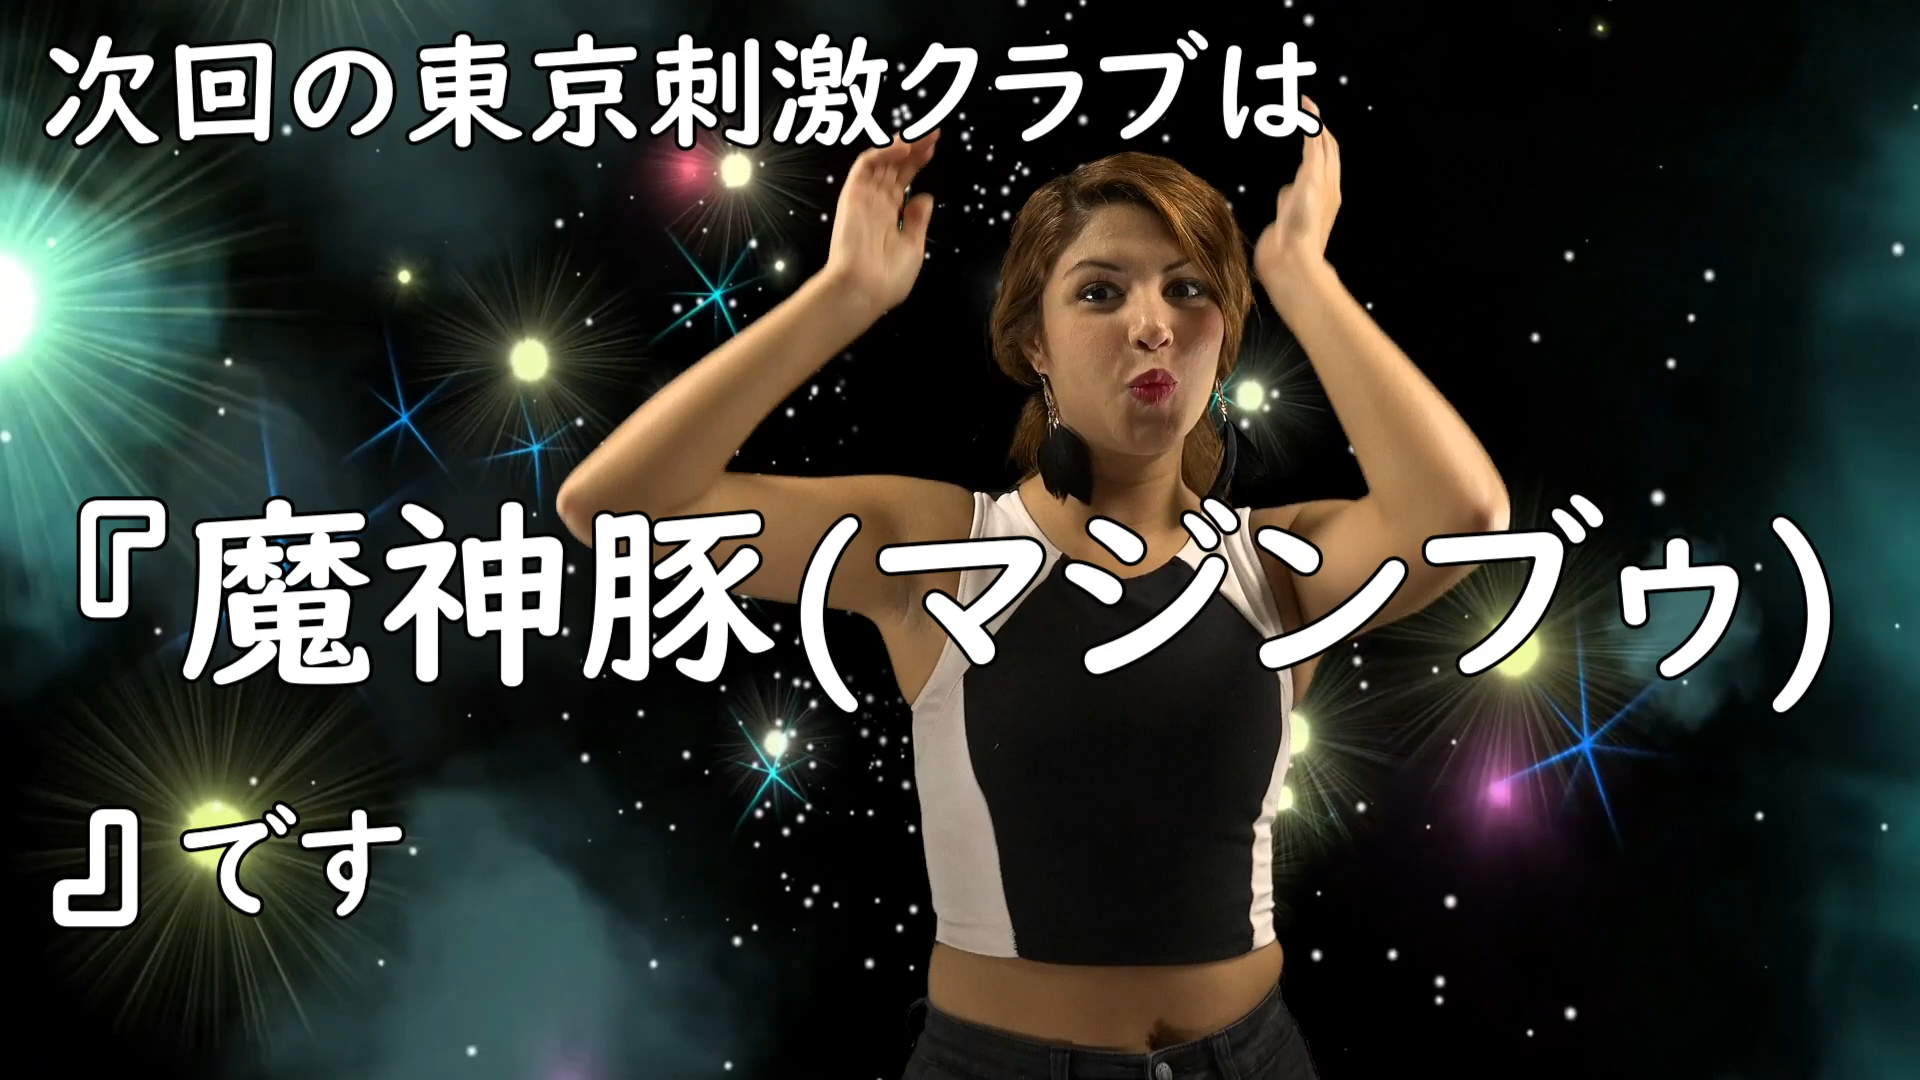 次回の東京刺激クラブは
『魔神豚(マジンブゥ)
』です